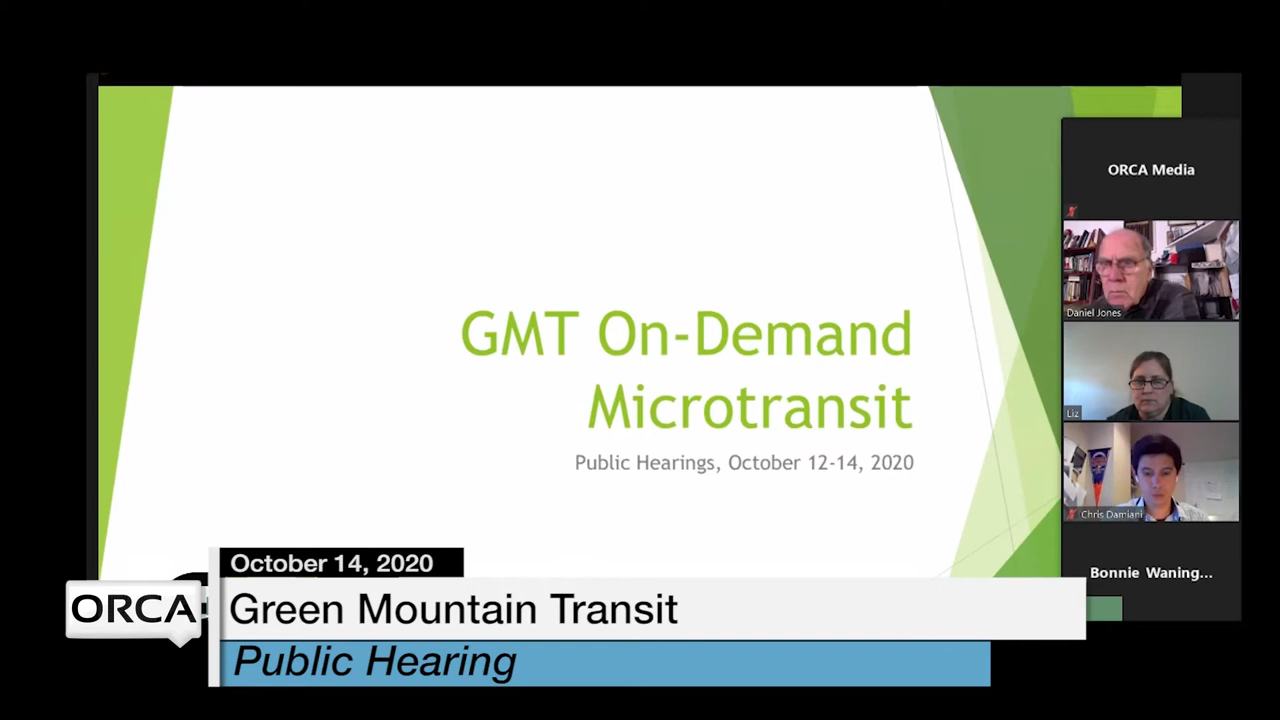 ORCA Media
Daniel Jones
Liz
Chris Damiani
Bonnie Waning...
GMT On-Demand
Microtransit
Public Hearings, October 12-14, 2020
October 14, 2020
ORCA
Green Mountain Transit
Public Hearing